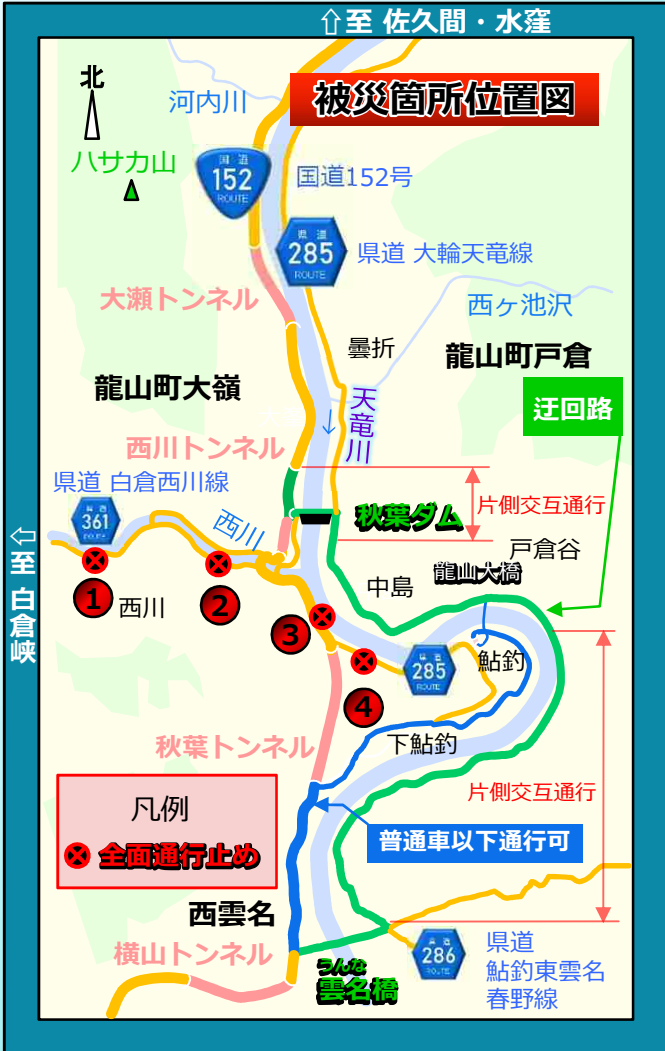 ⇧至 佐久間・水窪
北
河内川
被災箇所位置図
ハサカ山
国道
152
ROUTE
国道152号
県道
285
ROUTE
県道 大輪天竜線
大瀬トンネル
西ヶ池沢
曇折
龍山町戸倉
龍山町大嶺
迂回路
天竜川
↓
西川トンネル
県道 白倉西川線
県道
361
ROUTE
西川
秋葉ダム
片側交互通行
⇦至 白倉峡
戸倉谷
龍山大橋
中島
1
西川
2
3
4
県道
285
ROUTE
鮎釣
下鮎釣
秋葉トンネル
片側交互通行
凡例
全面通行止め
普通車以下通行可
西雲名
横山トンネル
うんな
雲名橋
県道
286
ROUTE
県道
鮎釣東雲名
春野線